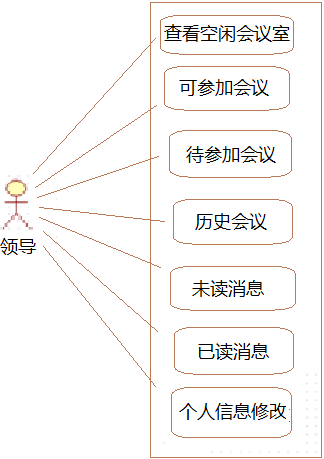 查看空闲会议室
可参加会议
待参加会议
历史会议
领导
未读消息
已读消息
个人信息修改